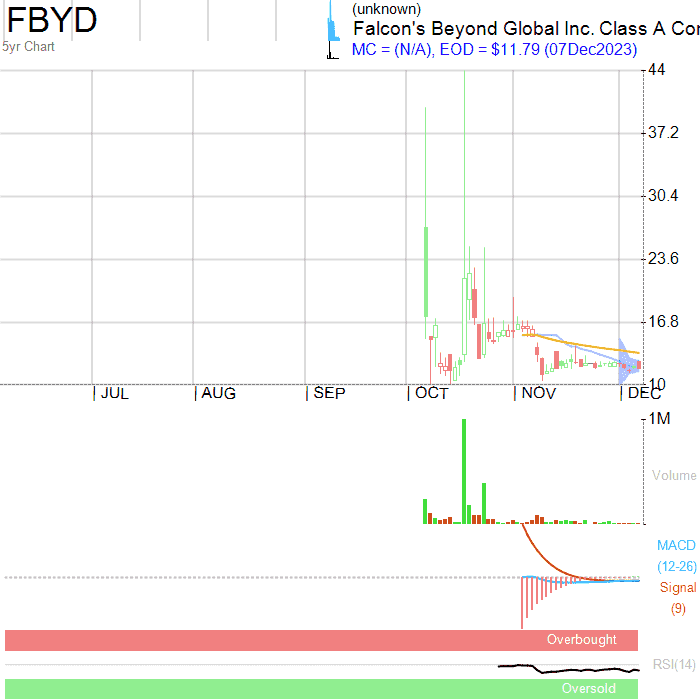 FBYD
5yr Chart
(unknown)
Falcon's Beyond Global Inc. Class A Cor
MC = (N/A), EOD = $11.79 (07Dec2023)
44
37.2
30.4
23.6
16.8
10
JUL AUG SEP OCT NOV DEC
1M
Volume
MACD
(12-26)
Signal
(9)
Overbought
RSI(14)
Oversold